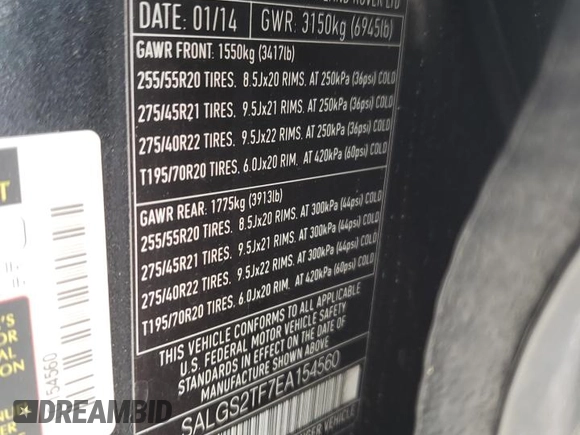 LAND ROVER LTD
DATE: 01/14 GWR: 3150kg (6945lb)
GAWR FRONT: 1550kg (3417lb)
255/55R20 TIRES, 8.5Jx20 RIMS, AT 250kPa (36psi) COLD
275/45R21 TIRES, 9.5Jx21 RIMS, AT 250kPa (36psi) COLD
275/40R22 TIRES, 9.5Jx22 RIMS, AT 250kPa (36psi) COLD
T195/70R20 TIRES, 6.0Jx20 RIM, AT 420kPa (60psi) COLD
GAWR REAR: 1775kg (3913lb)
255/55R20 TIRES, 8.5Jx20 RIMS, AT 300kPa (44psi) COLD
275/45R21 TIRES, 9.5Jx21 RIMS, AT 300kPa (44psi) COLD
275/40R22 TIRES, 9.5Jx22 RIMS, AT 300kPa (44psi) COLD
T195/70R20 TIRES, 6.0Jx20 RIM, AT 420kPa (60psi) COLD
THIS VEHICLE CONFORMS TO ALL APPLICABLE
U.S. FEDERAL MOTOR VEHICLE SAFETY
STANDARDS IN EFFECT ON THE DATE OF
MANUFACTURE SHOWN ABOVE
SALGS2TF7EA154560
154560
DREAMBID